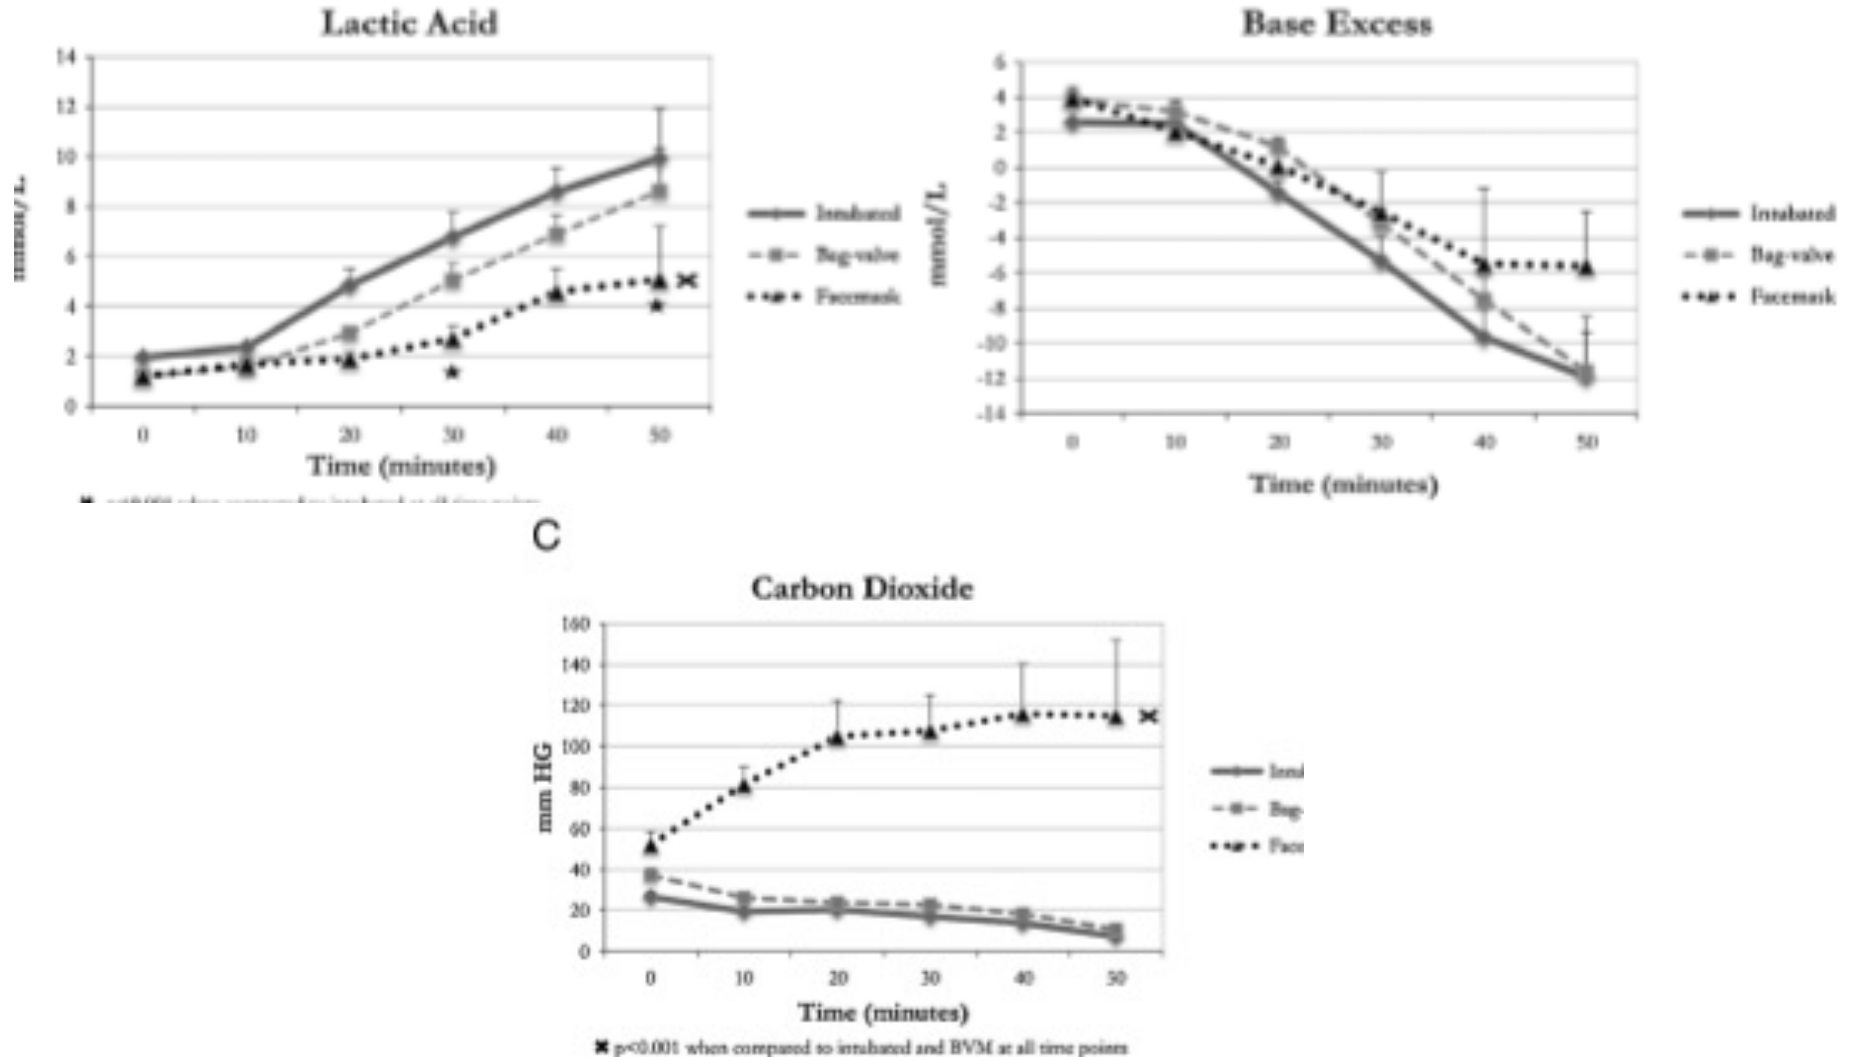 Lactic Acid
14
12
10
8
6
4
2
0
0 10 20 30 40 50
Time (minutes)
Intubated
Bag-valve
Facemask
Base Excess
mmol/L
6
4
2
0
-2
-4
-6
-8
-10
-12
-14
0 10 20 30 40 50
Time (minutes)
Intubated
Bag-valve
Facemask
C
Carbon Dioxide
mm HG
160
140
120
100
80
60
40
20
0
0 10 20 30 40 50
Time (minutes)
Bag-
Face
✖ p<0.001 when compared to intubated and BVM at all time points